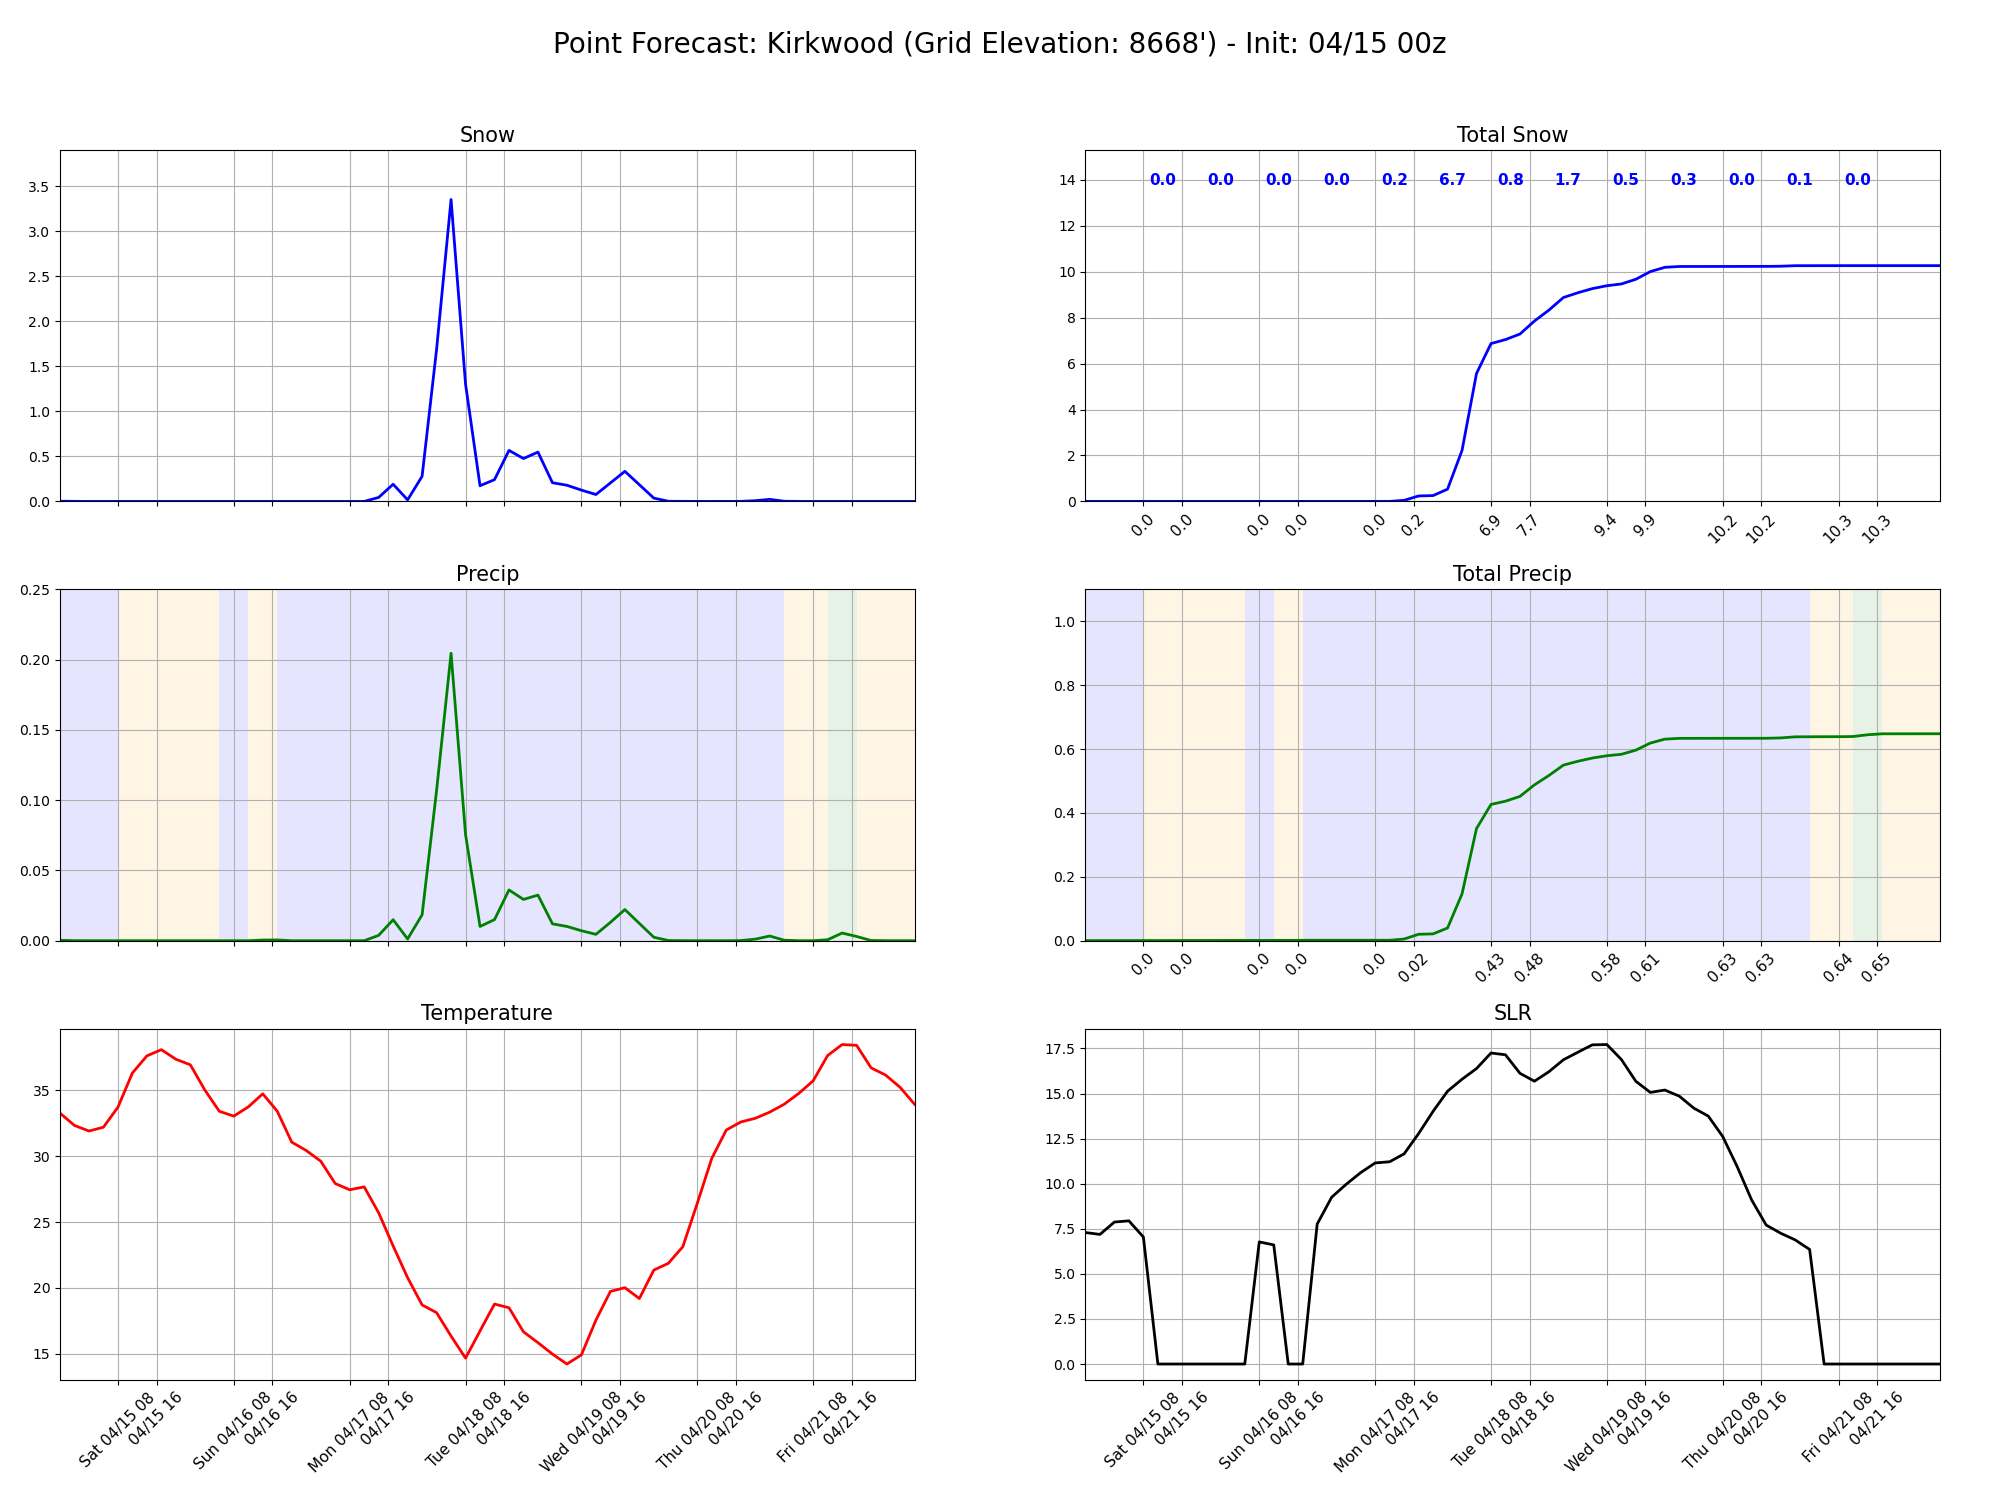 Point Forecast: Kirkwood (Grid Elevation: 8668') - Init: 04/15 00z
Snow
3.5
3.0
2.5
2.0
1.5
1.0
0.5
0.0
Total Snow
14
12
10
8
6
4
2
0
0.0 0.0 0.0 0.0 0.2 6.7 0.8 1.7 0.5 0.3 0.0 0.1 0.0
0.0 0.0 0.0 0.0 0.0 0.2 6.9 7.7 9.4 9.9 10.2 10.2 10.3 10.3
Precip
0.25
0.20
0.15
0.10
0.05
0.00
Total Precip
1.0
0.8
0.6
0.4
0.2
0.0
0.0 0.0 0.0 0.0 0.0 0.02 0.43 0.48 0.58 0.61 0.63 0.63 0.64 0.65
Temperature
35
30
25
20
15
Sat 04/15 08
04/15 16
Sun 04/16 08
04/16 16
Mon 04/17 08
04/17 16
Tue 04/18 08
04/18 16
Wed 04/19 08
04/19 16
Thu 04/20 08
04/20 16
Fri 04/21 08
04/21 16
SLR
17.5
15.0
12.5
10.0
7.5
5.0
2.5
0.0
Sat 04/15 08
04/15 16
Sun 04/16 08
04/16 16
Mon 04/17 08
04/17 16
Tue 04/18 08
04/18 16
Wed 04/19 08
04/19 16
Thu 04/20 08
04/20 16
Fri 04/21 08
04/21 16